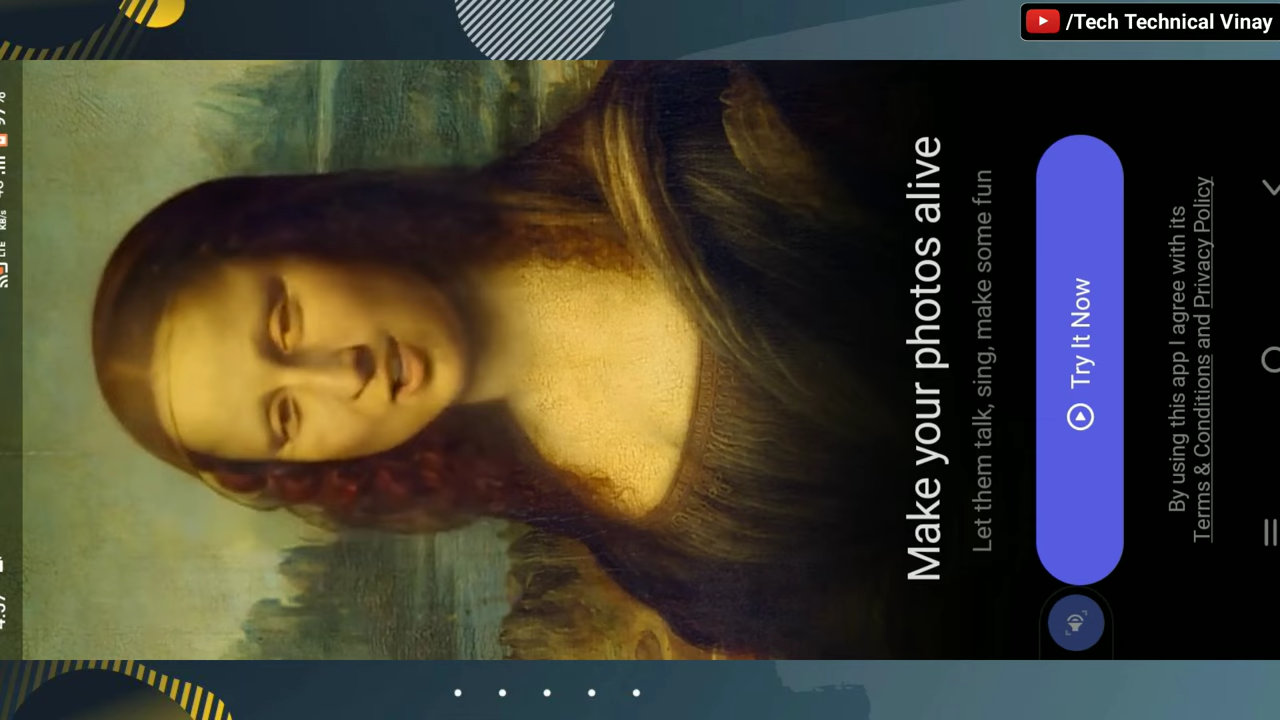 /Tech Technical Vinay
Make your photos alive
Let them talk, sing, make some fun
Try It Now
By using this app I agree with its
Terms & Conditions and Privacy Policy